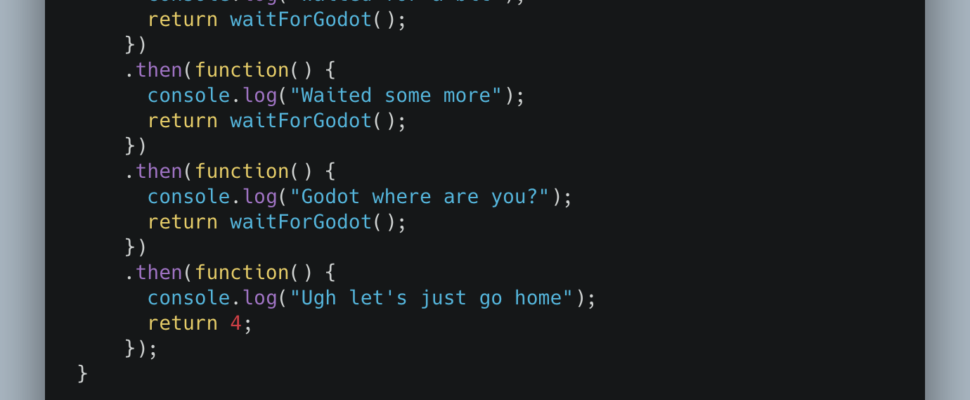 return waitForGodot();
})
.then(function() {
console.log("Waited some more");
return waitForGodot();
})
.then(function() {
console.log("Godot where are you?");
return waitForGodot();
})
.then(function() {
console.log("Ugh let's just go home");
return 4;
});
}